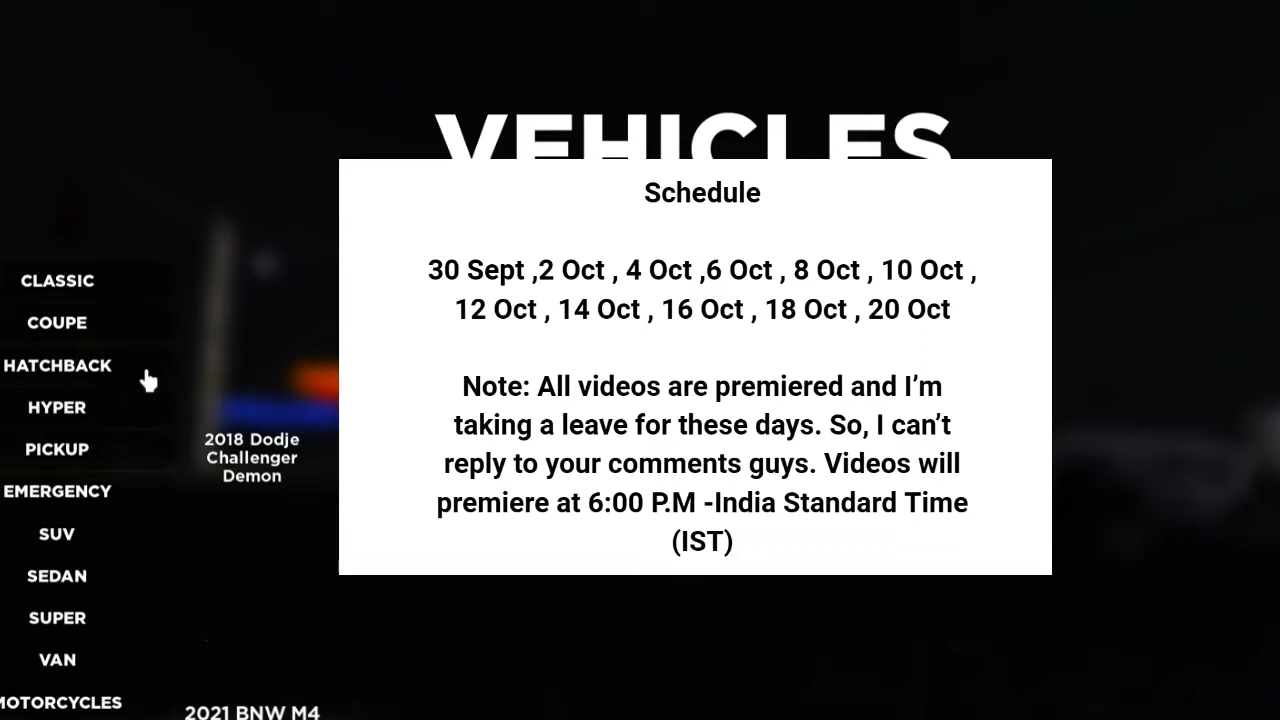 VEHICLES
Schedule
30 Sept ,2 Oct , 4 Oct ,6 Oct , 8 Oct , 10 Oct ,
12 Oct , 14 Oct , 16 Oct , 18 Oct , 20 Oct
Note: All videos are premiered and I’m
taking a leave for these days. So, I can’t
reply to your comments guys. Videos will
premiere at 6:00 P.M -India Standard Time
(IST)
CLASSIC
COUPE
HATCHBACK
HYPER
PICKUP
EMERGENCY
SUV
SEDAN
SUPER
VAN
MOTORCYCLES
2018 Dodje
Challenger
Demon
2021 BNW M4